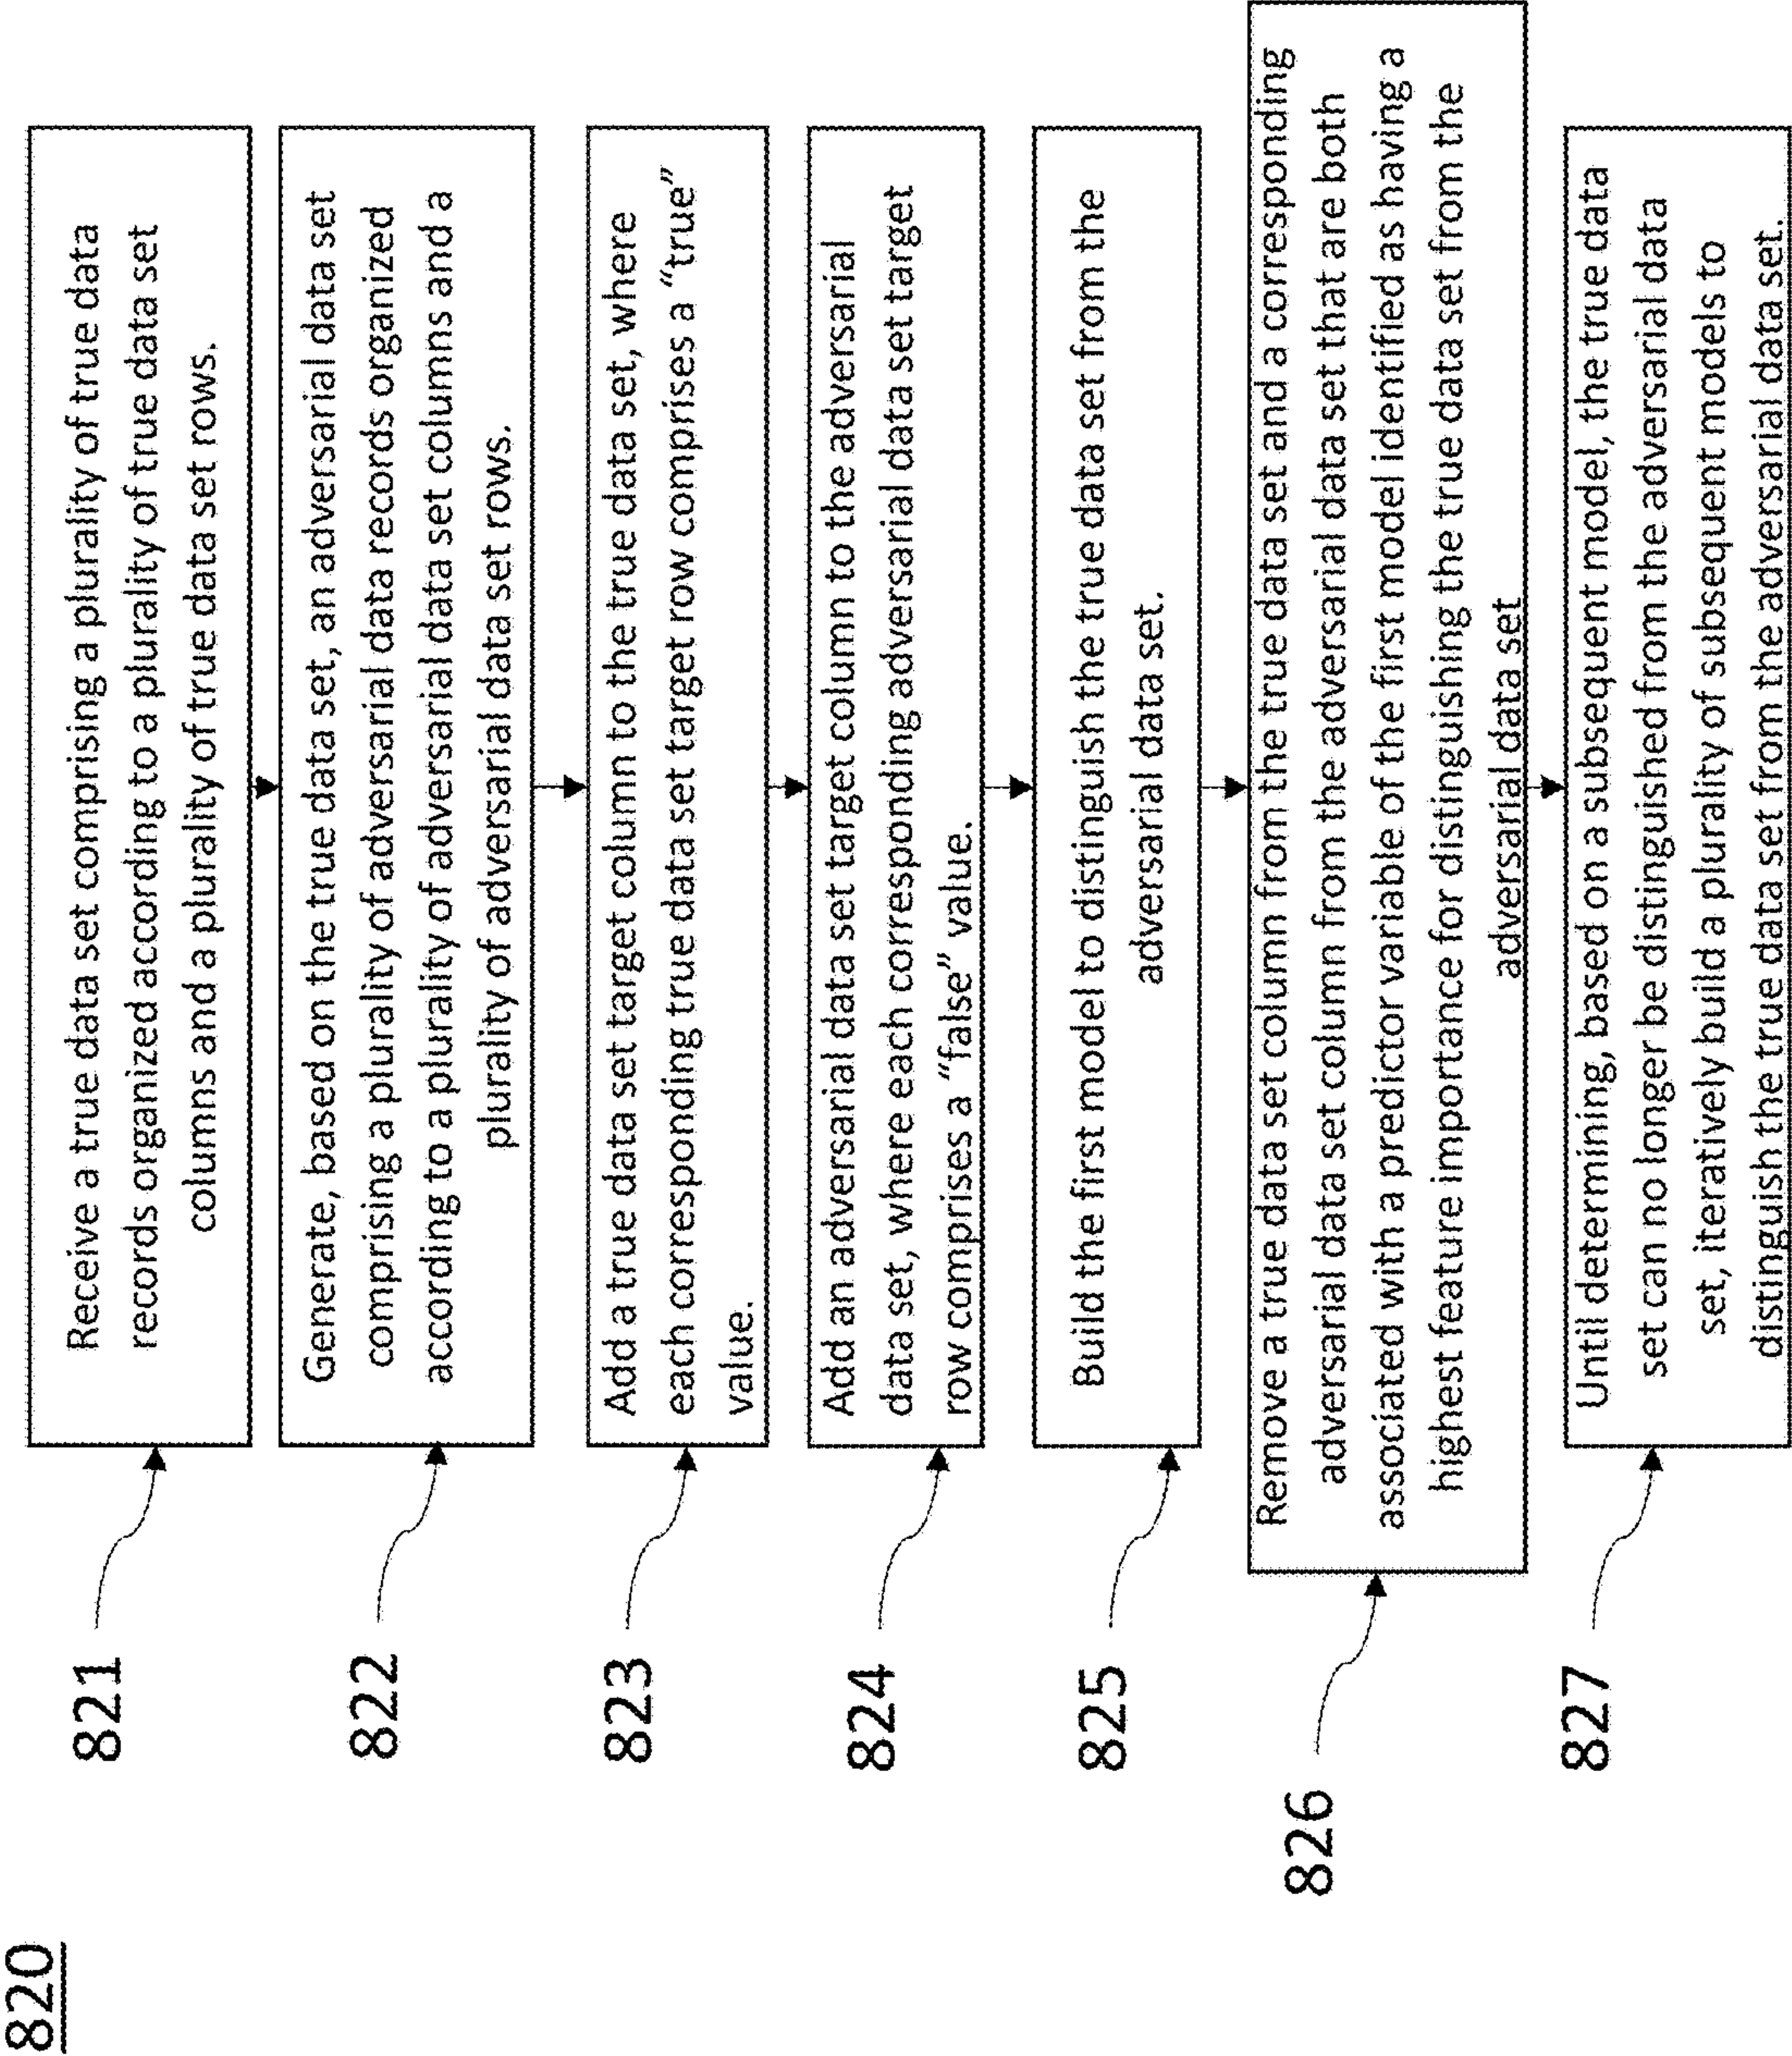 820
821
Receive a true data set comprising a plurality of true data
records organized according to a plurality of true data set
columns and a plurality of true data set rows.
822
Generate, based on the true data set, an adversarial data set
comprising a plurality of adversarial data records organized
according to a plurality of adversarial data set columns and a
plurality of adversarial data set rows.
823
Add a true data set target column to the true data set, where
each corresponding true data set target row comprises a “true”
value.
824
Add an adversarial data set target column to the adversarial
data set, where each corresponding adversarial data set target
row comprises a “false” value.
825
Build the first model to distinguish the true data set from the
adversarial data set.
826
Remove a true data set column from the true data set and a corresponding
adversarial data set column from the adversarial data set that are both
associated with a predictor variable of the first model identified as having a
highest feature importance for distinguishing the true data set from the
adversarial data set
827
Until determining, based on a subsequent model, the true data
set can no longer be distinguished from the adversarial data
set, iteratively build a plurality of subsequent models to
distinguish the true data set from the adversarial data set.